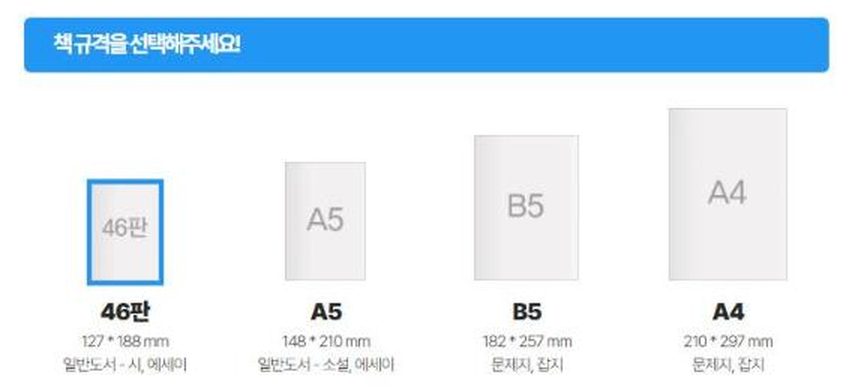 책 규격을 선택해주세요!
46판 A5 B5 A4
46판 A5 B5 A4
127 * 188 mm 148 * 210 mm 182 * 257 mm 210 * 297 mm
일반도서 - 시, 에세이 일반도서 - 소설, 에세이 문제지, 잡지 문제지, 잡지